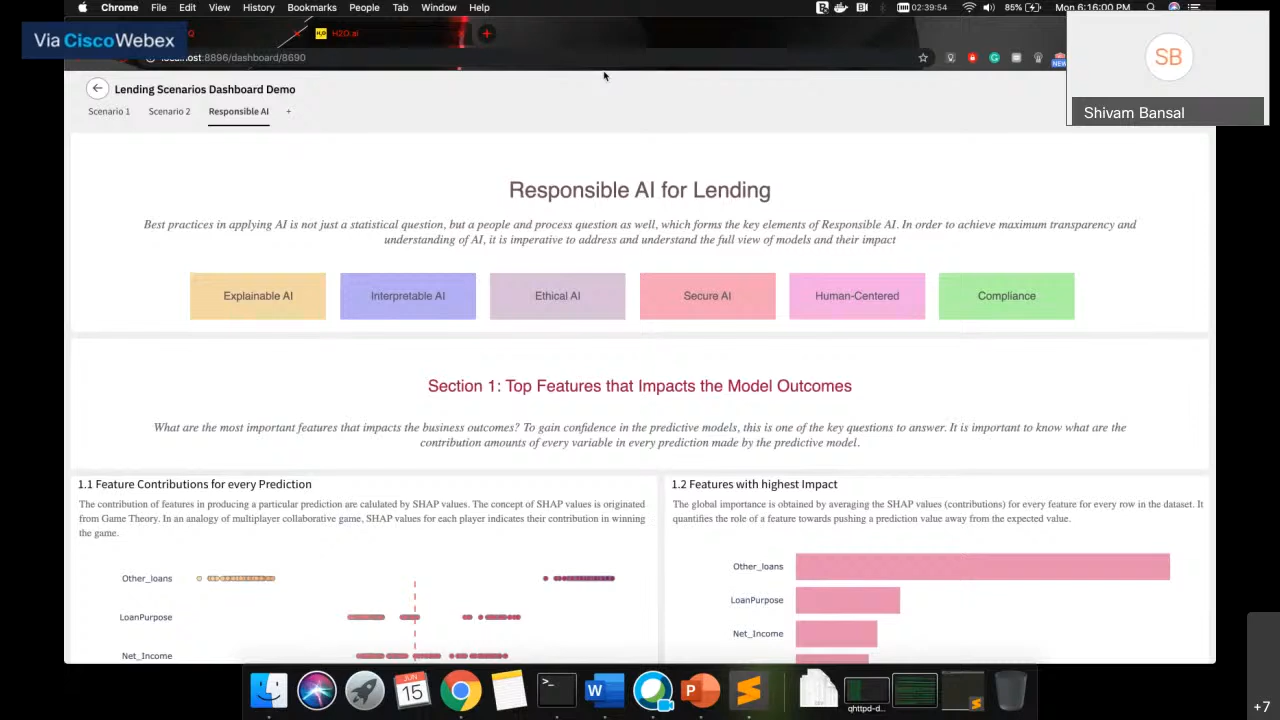 Chrome File Edit View History Bookmarks People Tab Window Help
02:39:54 85% Mon 6:16:00 PM
Via Cisco Webex
H2O.ai
localhost:8896/dashboard/8690
NEW
SB
Shivam Bansal
Lending Scenarios Dashboard Demo
Scenario 1 Scenario 2 Responsible AI +
Responsible AI for Lending
Best practices in applying AI is not just a statistical question, but a people and process question as well, which forms the key elements of Responsible AI. In order to achieve maximum transparency and
understanding of AI, it is imperative to address and understand the full view of models and their impact
Explainable AI Interpretable AI Ethical AI Secure AI Human-Centered Compliance
Section 1: Top Features that Impacts the Model Outcomes
What are the most important features that impacts the business outcomes? To gain confidence in the predictive models, this is one of the key questions to answer. It is important to know what are the
contribution amounts of every variable in every prediction made by the predictive model.
1.1 Feature Contributions for every Prediction
The contribution of features in producing a particular prediction are calulated by SHAP values. The concept of SHAP values is originated
from Game Theory. In an analogy of multiplayer collaborative game, SHAP values for each player indicates their contribution in winning
the game.
Other_loans
LoanPurpose
Net_Income
1.2 Features with highest Impact
The global importance is obtained by averaging the SHAP values (contributions) for every feature for every row in the dataset. It
quantifies the role of a feature towards pushing a prediction value away from the expected value.
Other_loans
LoanPurpose
Net_Income
JUN
15
W
P
qhttpd-d...
+7